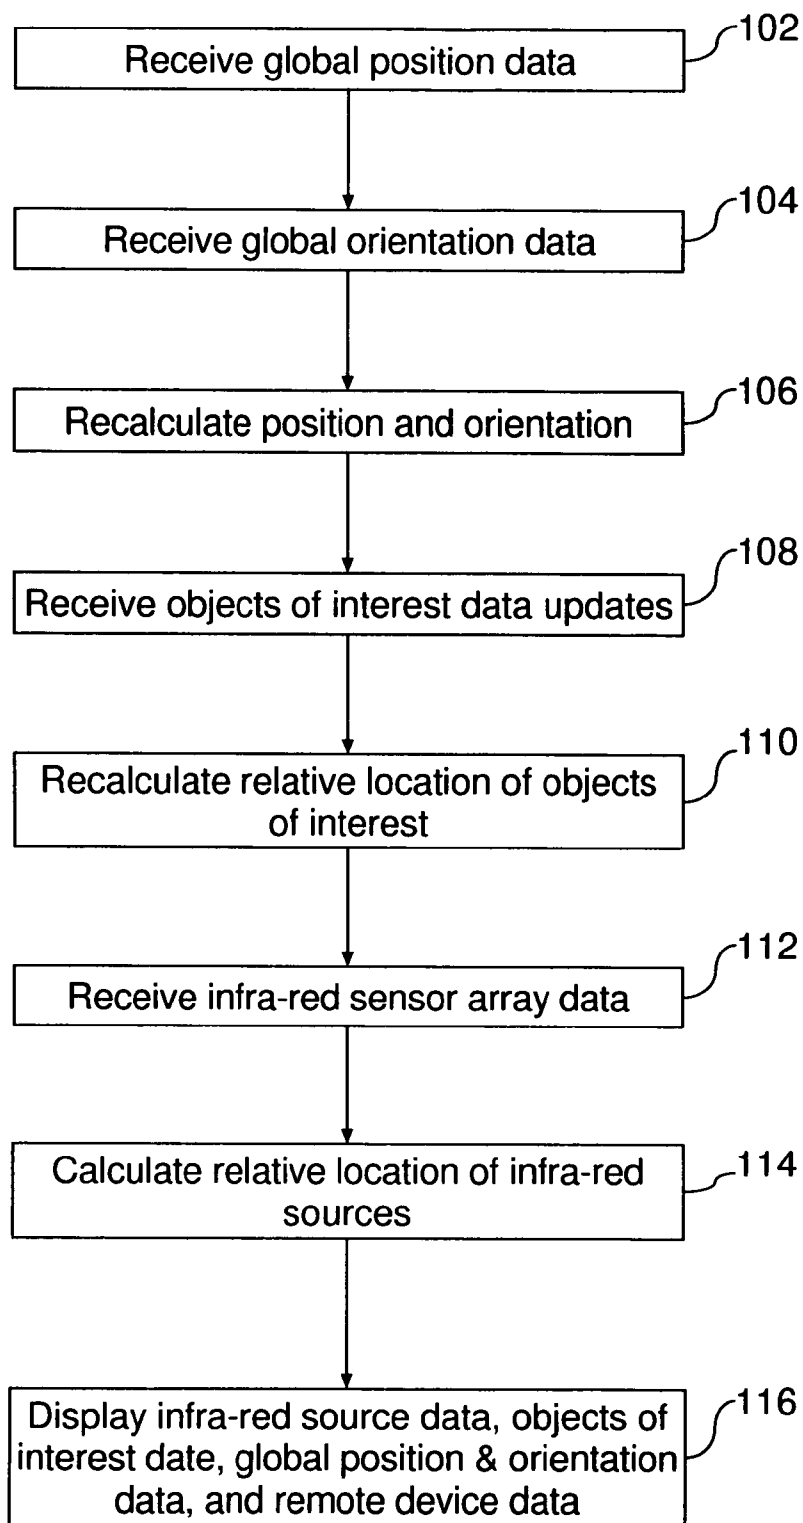 102
Receive global position data
104
Receive global orientation data
106
Recalculate position and orientation
108
Receive objects of interest data updates
110
Recalculate relative location of objects
of interest
112
Receive infra-red sensor array data
114
Calculate relative location of infra-red
sources
116
Display infra-red source data, objects of
interest date, global position & orientation
data, and remote device data